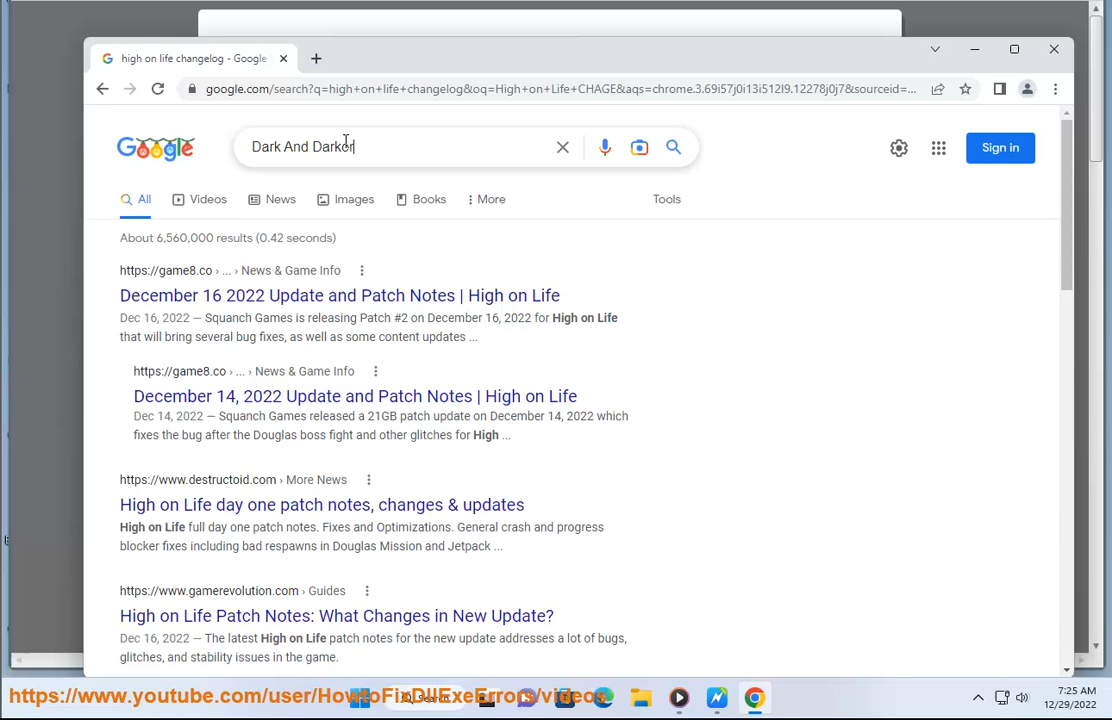 high on life changelog - Google
google.com/search?q=high+on+life+changelog&oq=High+on+Life+CHAGE&aqs=chrome.3.69i57j0i13i512l9.12278j0j7&sourceid=...
Google
Dark And Darker
Sign in
All
Videos
News
Images
Books
More
Tools
About 6,560,000 results (0.42 seconds)
https://game8.co › ... › News & Game Info
December 16 2022 Update and Patch Notes | High on Life
Dec 16, 2022 — Squanch Games is releasing Patch #2 on December 16, 2022 for High on Life
that will bring several bug fixes, as well as some content updates ...
https://game8.co › ... › News & Game Info
December 14, 2022 Update and Patch Notes | High on Life
Dec 14, 2022 — Squanch Games released a 21GB patch update on December 14, 2022 which
fixes the bug after the Douglas boss fight and other glitches for High ...
https://www.destructoid.com › More News
High on Life day one patch notes, changes & updates
High on Life full day one patch notes. Fixes and Optimizations. General crash and progress
blocker fixes including bad respawns in Douglas Mission and Jetpack ...
https://www.gamerevolution.com › Guides
High on Life Patch Notes: What Changes in New Update?
Dec 16, 2022 — The latest High on Life patch notes for the new update addresses a lot of bugs,
glitches, and stability issues in the game.
https://www.youtube.com/user/HowtoFixDllExeErrors/videos
Search
7:25 AM
12/29/2022